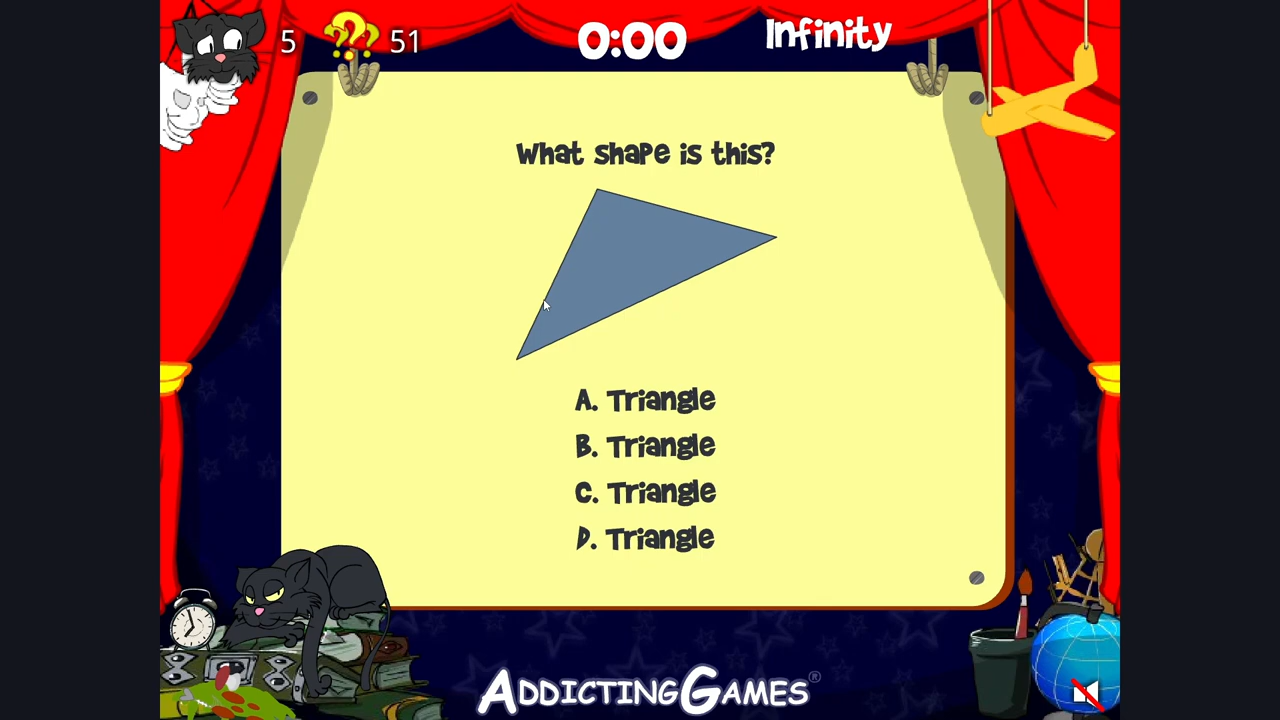 5 ?? 51 0:00 Infinity
What shape is this?
A. Triangle
B. Triangle
C. Triangle
D. Triangle
AddictingGames®